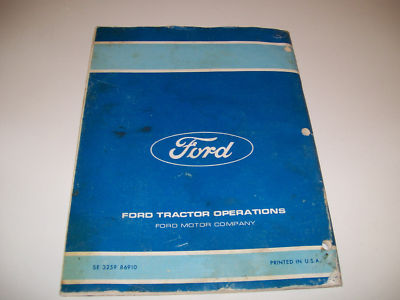 Ford
FORD TRACTOR OPERATIONS
FORD MOTOR COMPANY
SE 3259 86910
PRINTED IN U.S.A.